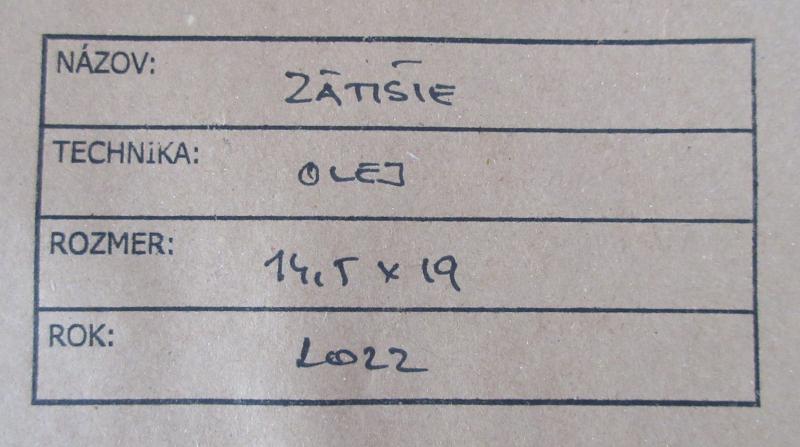 NÁZOV: ZÁTIŠIE
TECHNiKA: OLEJ
ROZMER: 14,5 x 19
ROK: 2022